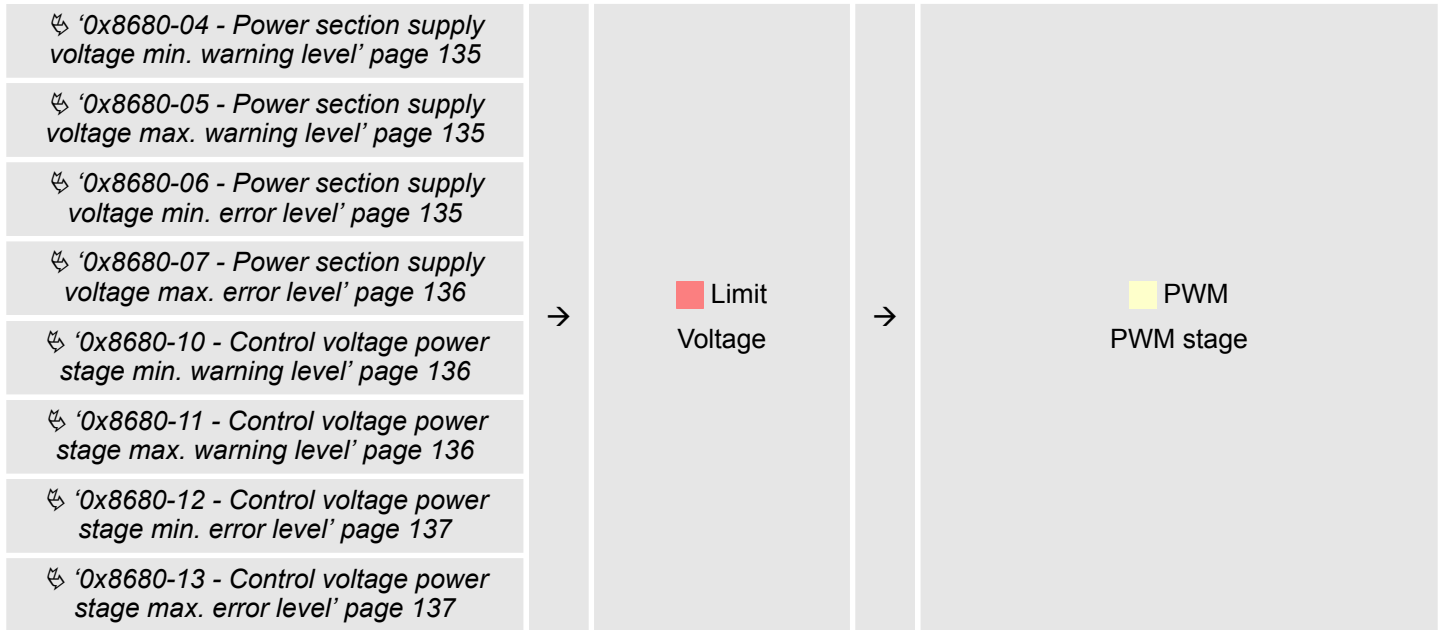 ↳ ‘0x8680-04 - Power section supply
voltage min. warning level’ page 135
↳ ‘0x8680-05 - Power section supply
voltage max. warning level’ page 135
↳ ‘0x8680-06 - Power section supply
voltage min. error level’ page 135
↳ ‘0x8680-07 - Power section supply
voltage max. error level’ page 136
↳ ‘0x8680-10 - Control voltage power
stage min. warning level’ page 136
↳ ‘0x8680-11 - Control voltage power
stage max. warning level’ page 136
↳ ‘0x8680-12 - Control voltage power
stage min. error level’ page 137
↳ ‘0x8680-13 - Control voltage power
stage max. error level’ page 137
→
Limit
Voltage
→
PWM
PWM stage